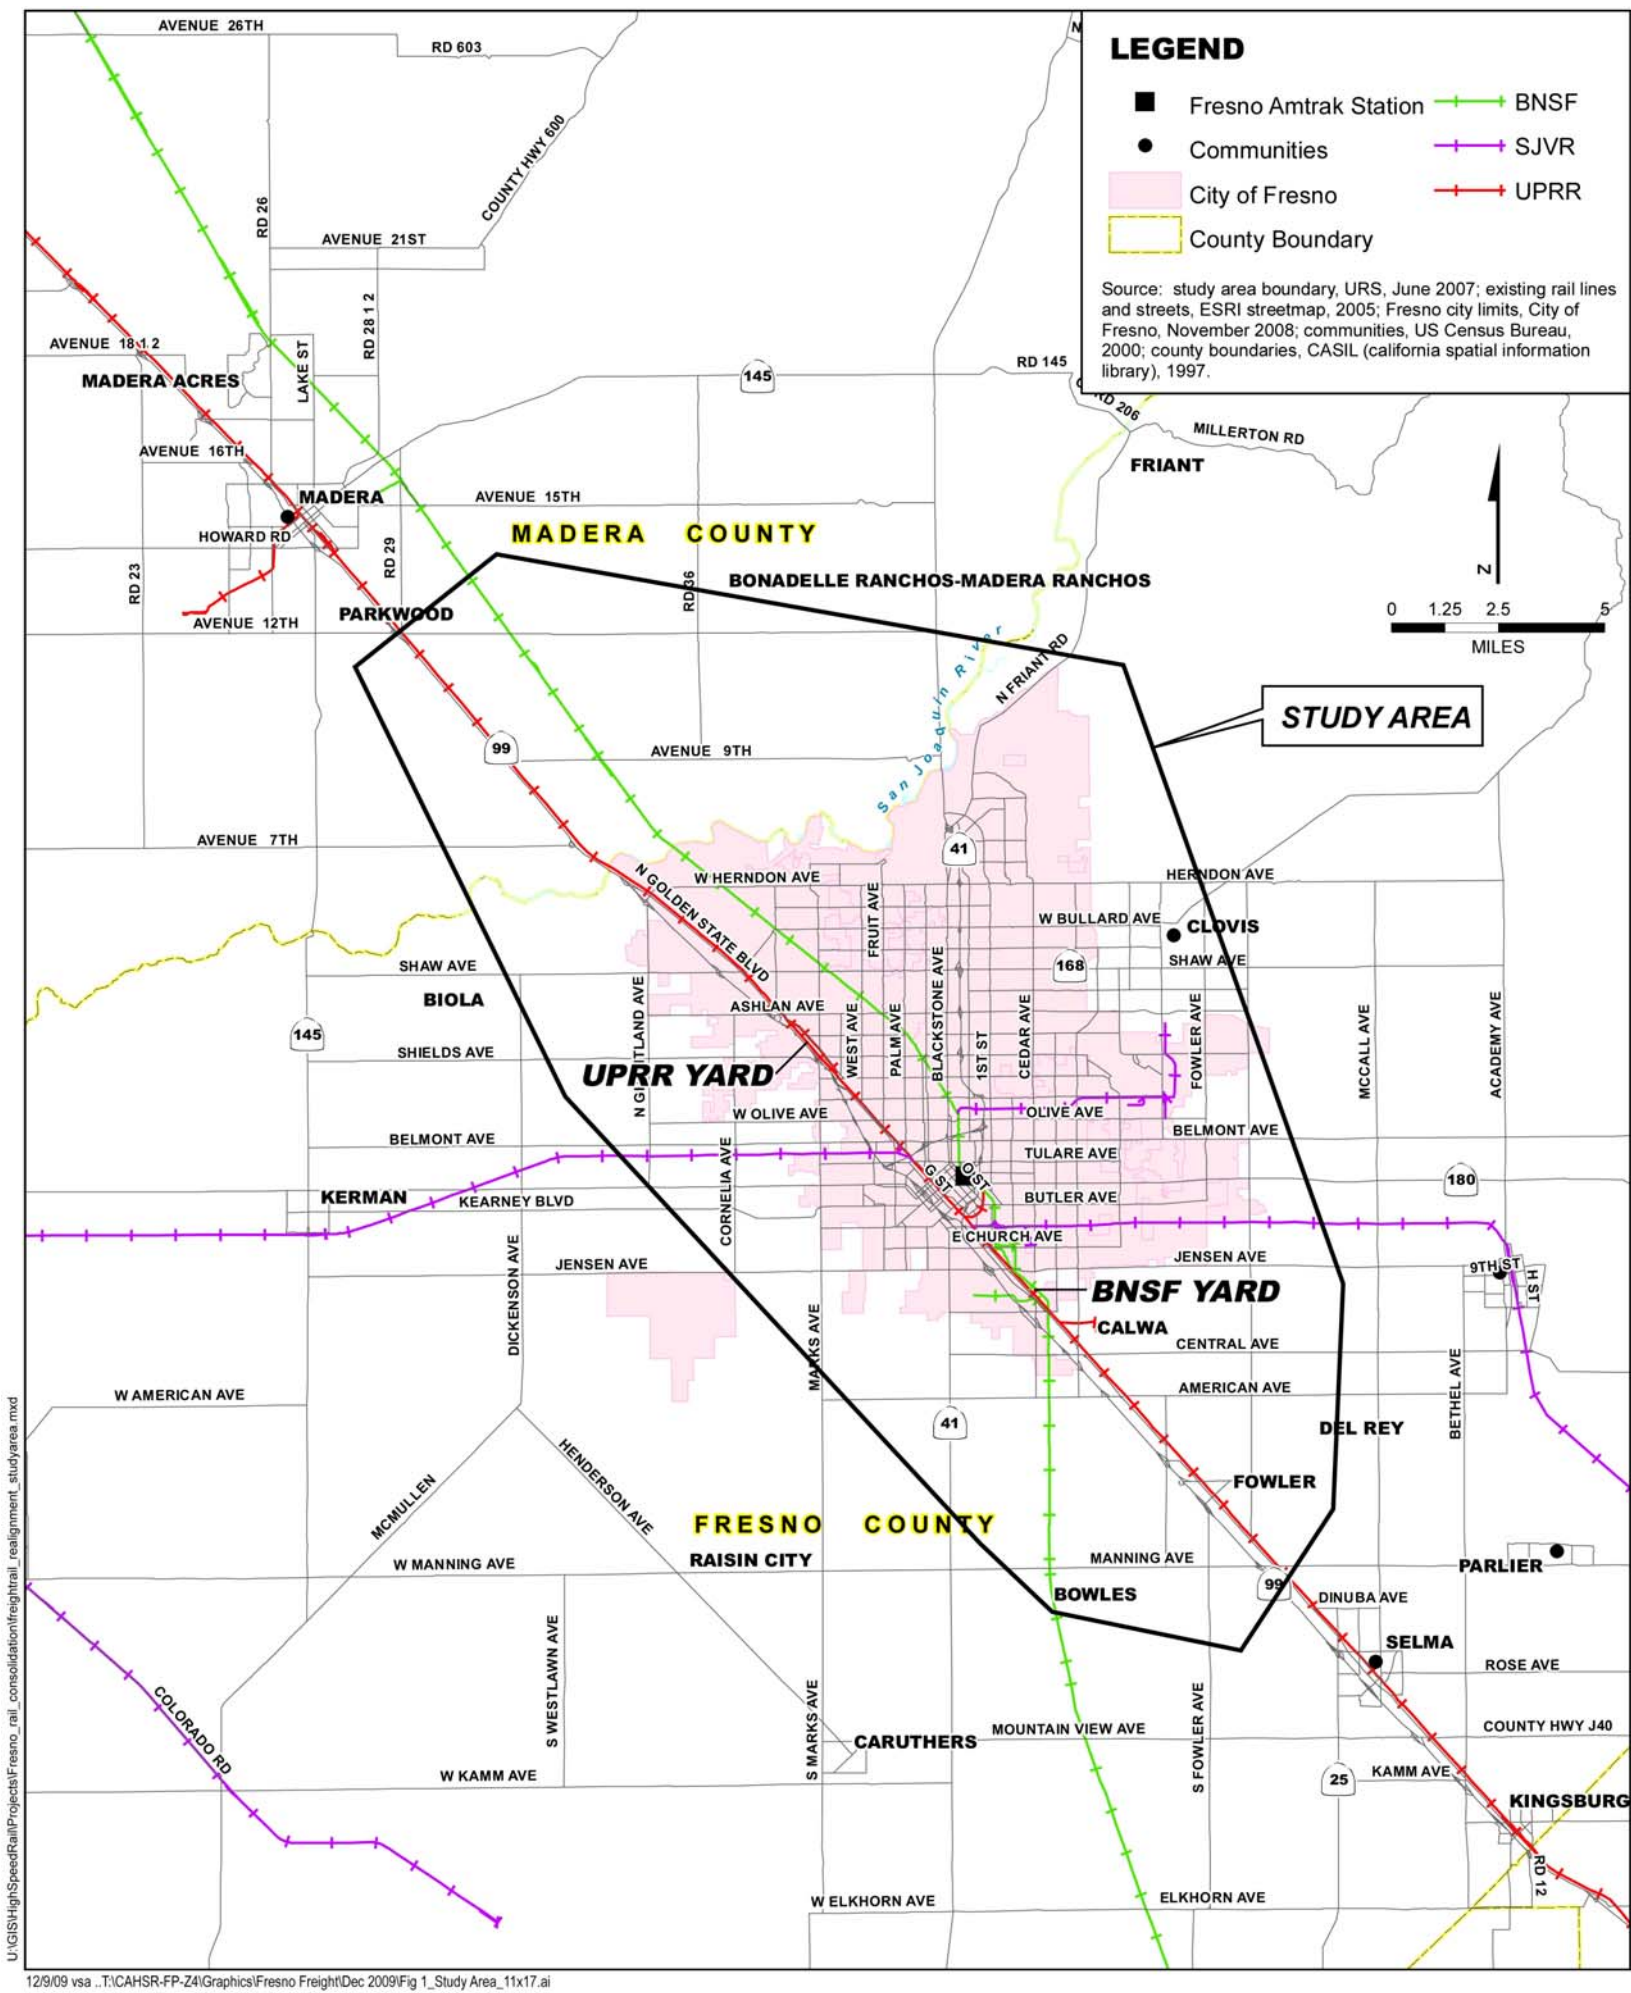 AVENUE 26TH
RD 603
N
LEGEND
Fresno Amtrak Station
BNSF
Communities
SJVR
City of Fresno
UPRR
County Boundary
Source: study area boundary, URS, June 2007; existing rail lines
and streets, ESRI streetmap, 2005; Fresno city limits, City of
Fresno, November 2008; communities, US Census Bureau,
2000; county boundaries, CASIL (california spatial information
library), 1997.
COUNTY HWY 600
RD 26
AVENUE 21ST
RD 28 1 2
AVENUE 18 1 2
LAKE ST
MADERA ACRES
145
RD 145
RD 206
MILLERTON RD
AVENUE 16TH
FRIANT
MADERA
AVENUE 15TH
HOWARD RD
MADERA COUNTY
RD 23
RD 29
RD 36
BONADELLE RANCHOS-MADERA RANCHOS
Z
0 1.25 2.5 5
MILES
PARKWOOD
AVENUE 12TH
San Joaquin River
N FRIANT RD
STUDY AREA
99
AVENUE 9TH
AVENUE 7TH
41
W HERNDON AVE
HERNDON AVE
N GOLDEN STATE BLVD
FRUIT AVE
W BULLARD AVE
CLOVIS
SHAW AVE
168
SHAW AVE
BIOLA
ASHLAN AVE
N GRANTLAND AVE
WEST AVE
PALM AVE
BLACKSTONE AVE
1ST ST
CEDAR AVE
FOWLER AVE
MCCALL AVE
ACADEMY AVE
145
SHIELDS AVE
UPRR YARD
W OLIVE AVE
OLIVE AVE
BELMONT AVE
BELMONT AVE
CORNELIA AVE
TULARE AVE
G ST
O ST
180
KERMAN
KEARNEY BLVD
BUTLER AVE
E CHURCH AVE
DICKENSON AVE
JENSEN AVE
JENSEN AVE
9TH ST
H ST
BNSF YARD
CALWA
MARKS AVE
CENTRAL AVE
W AMERICAN AVE
AMERICAN AVE
BETHEL AVE
41
DEL REY
HENDERSON AVE
MCMULLEN
FOWLER
FRESNO COUNTY
RAISIN CITY
W MANNING AVE
MANNING AVE
PARLIER
99
BOWLES
DINUBA AVE
SELMA
ROSE AVE
S WESTLAWN AVE
COLORADO RD
S MARKS AVE
S FOWLER AVE
MOUNTAIN VIEW AVE
COUNTY HWY J40
CARUTHERS
W KAMM AVE
25
KAMM AVE
KINGSBURG
RD 12
W ELKHORN AVE
ELKHORN AVE
U:\GIS\HighSpeedRail\Projects\Fresno_rail_consolidation\freightrail_realignment_studyarea.mxd
12/9/09 vsa ..T:\CAHSR-FP-Z4\Graphics\Fresno Freight\Dec 2009\Fig 1_Study Area_11x17.ai